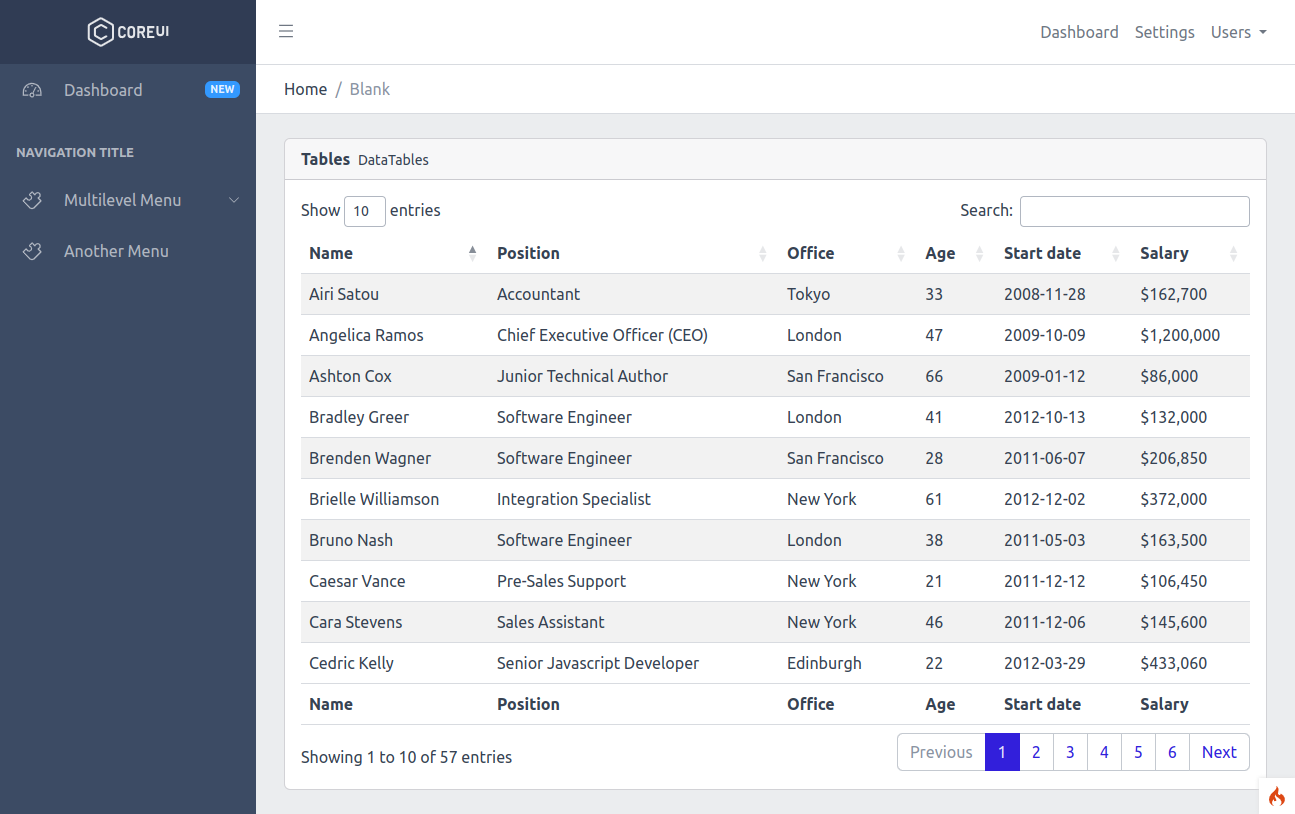 COREUI
Dashboard Settings Users
Dashboard NEW
Home / Blank
NAVIGATION TITLE
Multilevel Menu
Another Menu
Tables DataTables
Show 10 entries Search:
Name Position Office Age Start date Salary
Airi Satou Accountant Tokyo 33 2008-11-28 $162,700
Angelica Ramos Chief Executive Officer (CEO) London 47 2009-10-09 $1,200,000
Ashton Cox Junior Technical Author San Francisco 66 2009-01-12 $86,000
Bradley Greer Software Engineer London 41 2012-10-13 $132,000
Brenden Wagner Software Engineer San Francisco 28 2011-06-07 $206,850
Brielle Williamson Integration Specialist New York 61 2012-12-02 $372,000
Bruno Nash Software Engineer London 38 2011-05-03 $163,500
Caesar Vance Pre-Sales Support New York 21 2011-12-12 $106,450
Cara Stevens Sales Assistant New York 46 2011-12-06 $145,600
Cedric Kelly Senior Javascript Developer Edinburgh 22 2012-03-29 $433,060
Name Position Office Age Start date Salary
Showing 1 to 10 of 57 entries Previous 1 2 3 4 5 6 Next